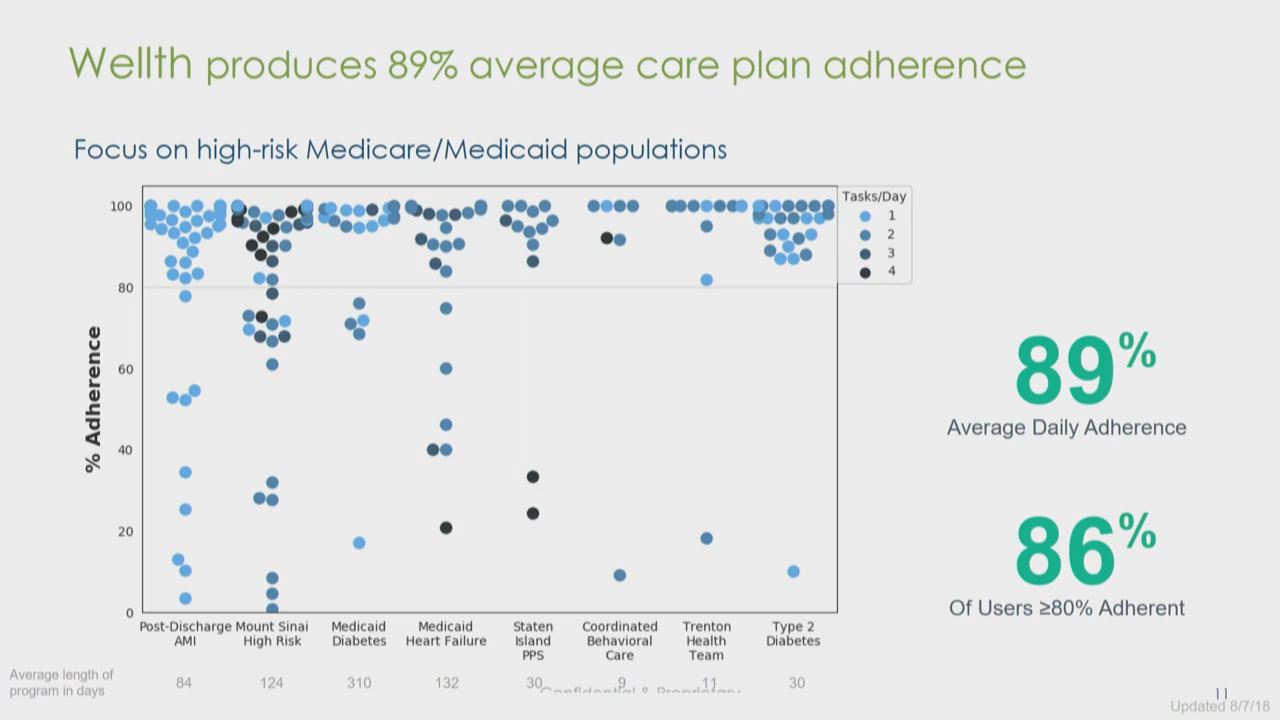 Wellth produces 89% average care plan adherence
Focus on high-risk Medicare/Medicaid populations
Tasks/Day
1
2
3
4
% Adherence
100
80
60
40
20
0
Post-Discharge AMI
Mount Sinai High Risk
Medicaid Diabetes
Medicaid Heart Failure
Staten Island PPS
Coordinated Behavioral Care
Trenton Health Team
Type 2 Diabetes
Average length of program in days
84 124 310 132 30 9 11 30
89%
Average Daily Adherence
86%
Of Users ≥80% Adherent
Confidential & Proprietary
11
Updated 8/7/18